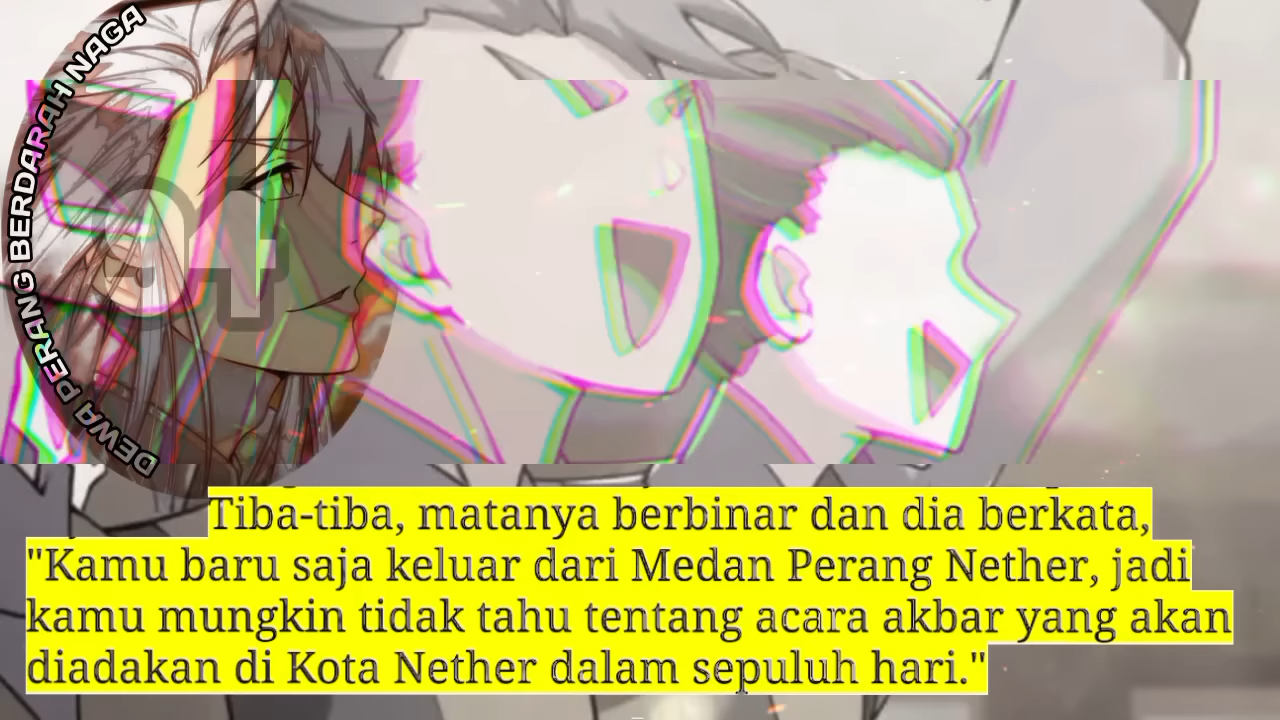 DEWA PERANG BERDARAH NAGA
Tiba-tiba, matanya berbinar dan dia berkata,
"Kamu baru saja keluar dari Medan Perang Nether, jadi
kamu mungkin tidak tahu tentang acara akbar yang akan
diadakan di Kota Nether dalam sepuluh hari."